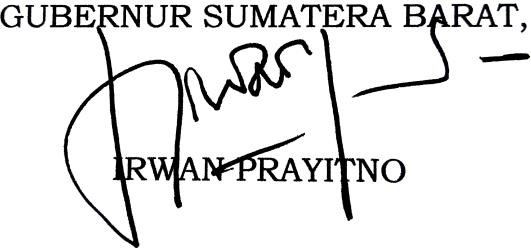 GUBERNUR SUMATERA BARAT,
IRWAN PRAYITNO